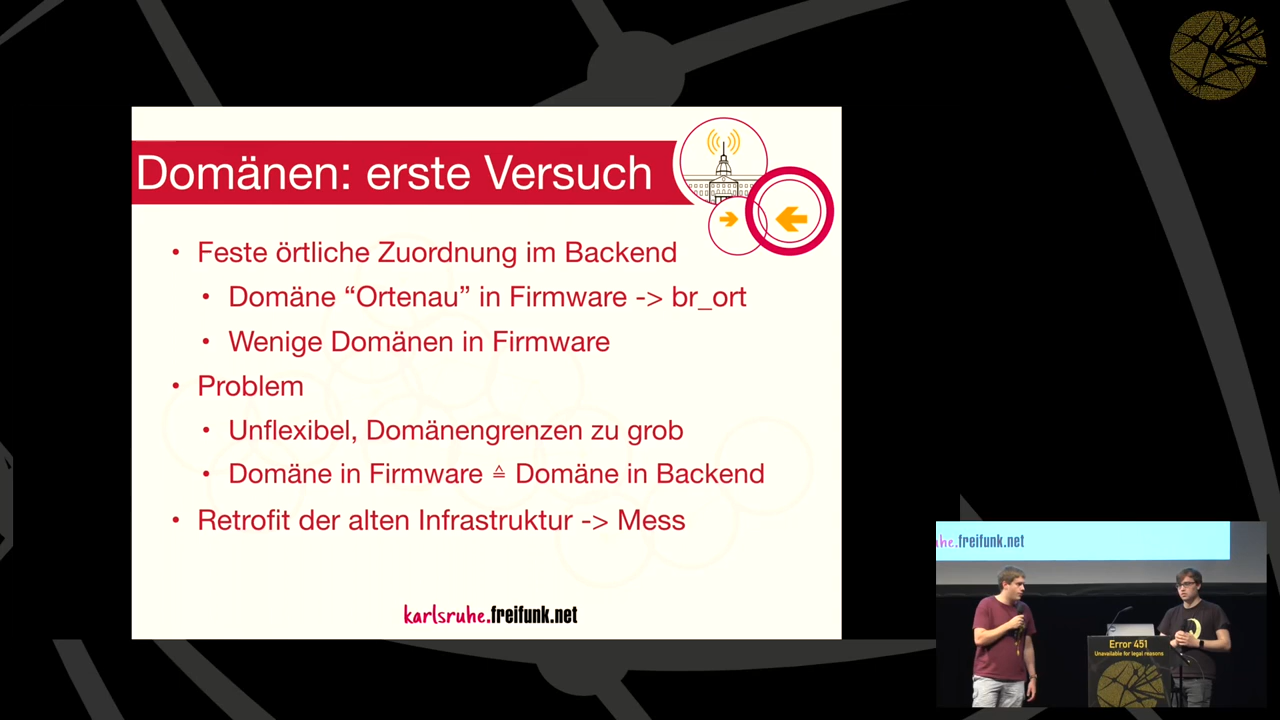 Domänen: erste Versuch
• Feste örtliche Zuordnung im Backend
• Domäne “Ortenau” in Firmware -> br_ort
• Wenige Domänen in Firmware
• Problem
• Unflexibel, Domänengrenzen zu grob
• Domäne in Firmware ≙ Domäne in Backend
• Retrofit der alten Infrastruktur -> Mess
karlsruhe.freifunk.net
uhe.freifunk.net
Error 451
Unavailable for legal reasons